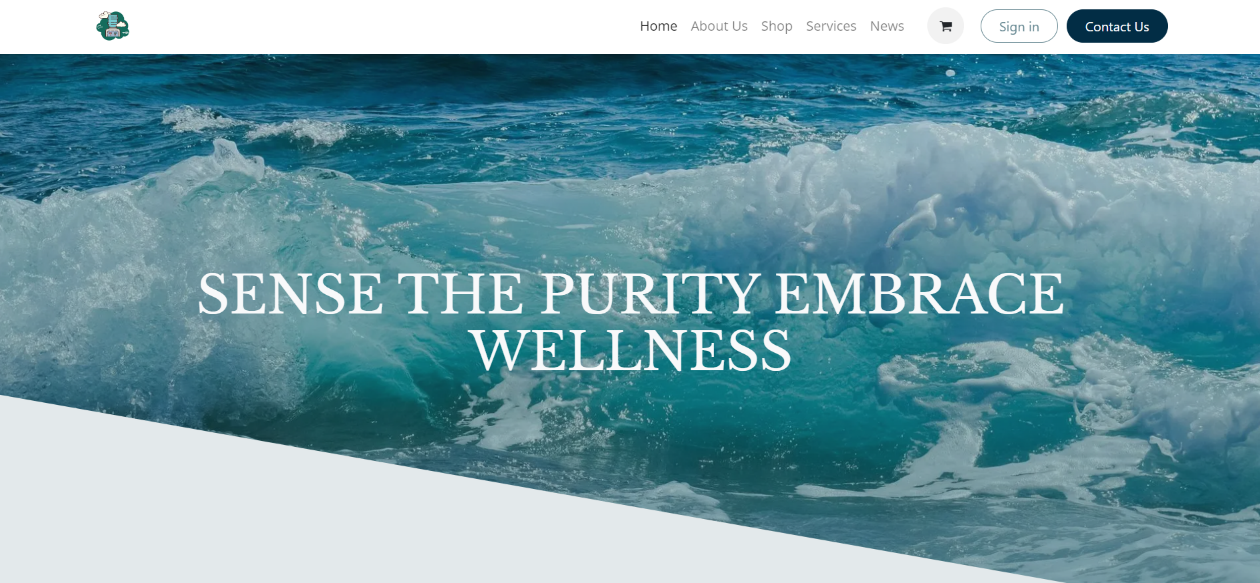 Home About Us Shop Services News Sign in Contact Us
SENSE THE PURITY EMBRACE
WELLNESS